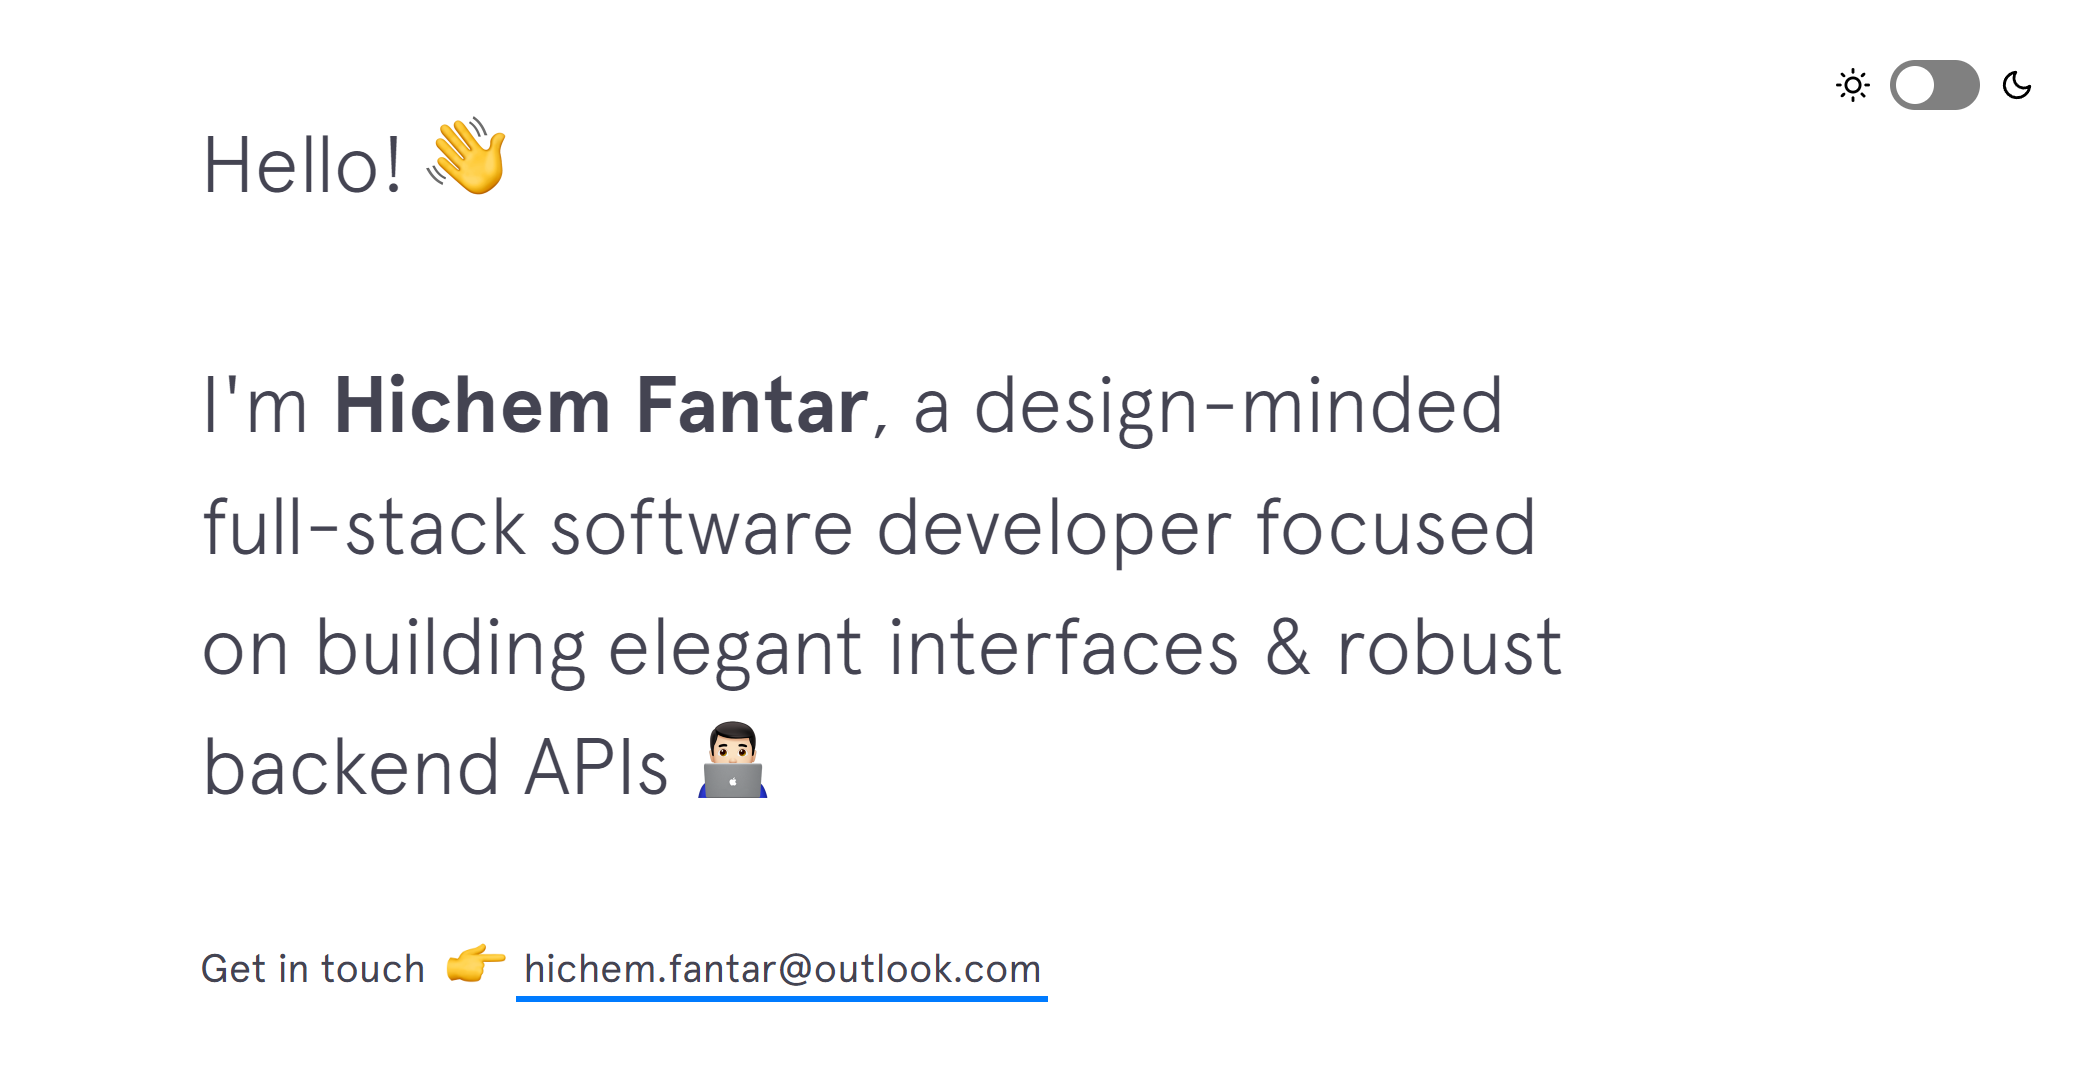 Hello! 👋
I'm Hichem Fantar, a design-minded
full-stack software developer focused
on building elegant interfaces & robust
backend APIs 👨🏻‍💻
Get in touch 👉 hichem.fantar@outlook.com